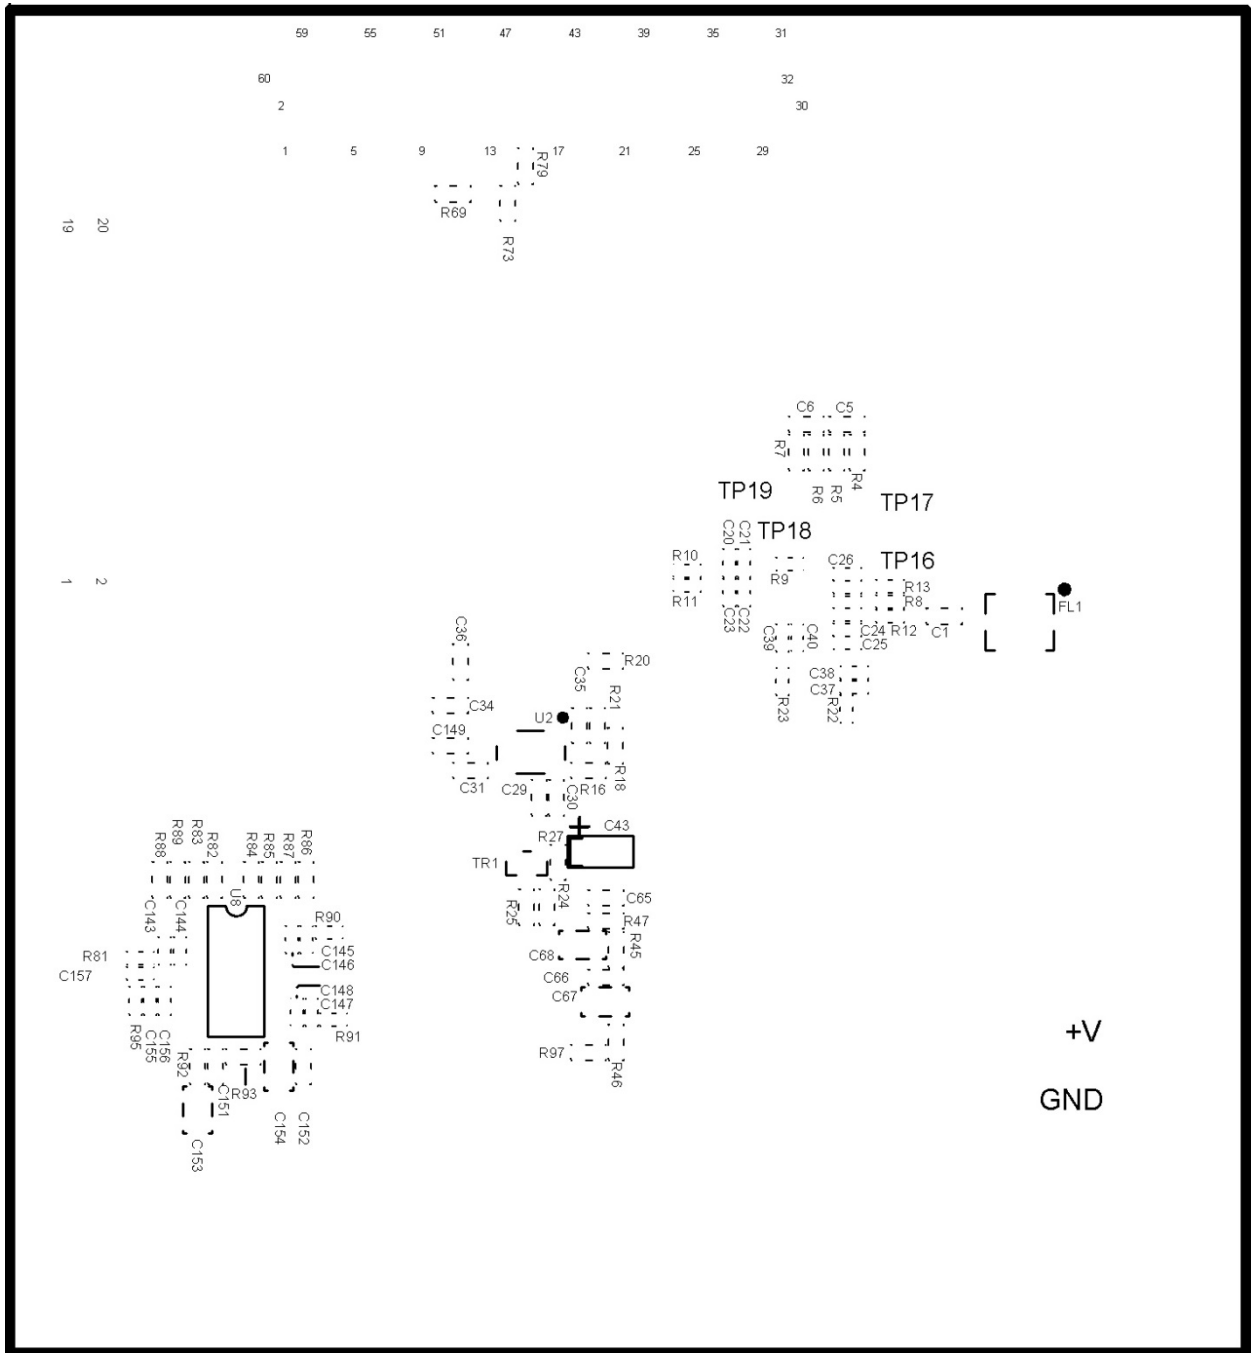 59 55 51 47 43 39 35 31
60 32
2 30
1 5 9 13 17 21 25 29
R79
R69
R73
19 20
C6 C5
R7
R6 R5 R4
TP19 TP17
C20 C21 TP18
R10 C26 TP16
R9 R13
R11 R8 FL1
C23 C22 C24 R12 C1
C36 C39 C40 C25
1 2
R20
C35 C38
C37
R21 R23 R22
C34
U2
C149
R18
C31 C29 C30 R16
R27 C43
TR1
R88 R89 R83 R82 R84 R85 R87 R86
U8
R25 R24 C65
C143 C144 R90 R47
R81 C145 C68 R45
C157 C146
C66
C148 C67
C147
R95 C155 C156 R91
+V
R92 R97 R46
R93
C151 GND
C153 C154 C152